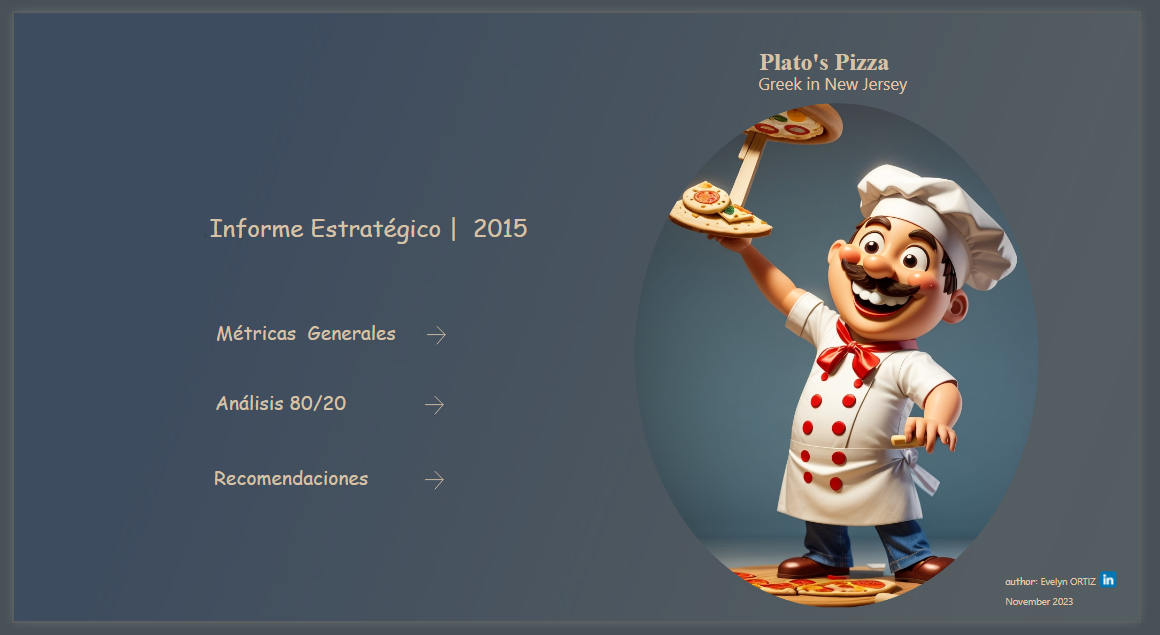 Plato's Pizza
Greek in New Jersey
Informe Estratégico | 2015
Métricas Generales
Análisis 80/20
Recomendaciones
author: Evelyn ORTIZ in
November 2023